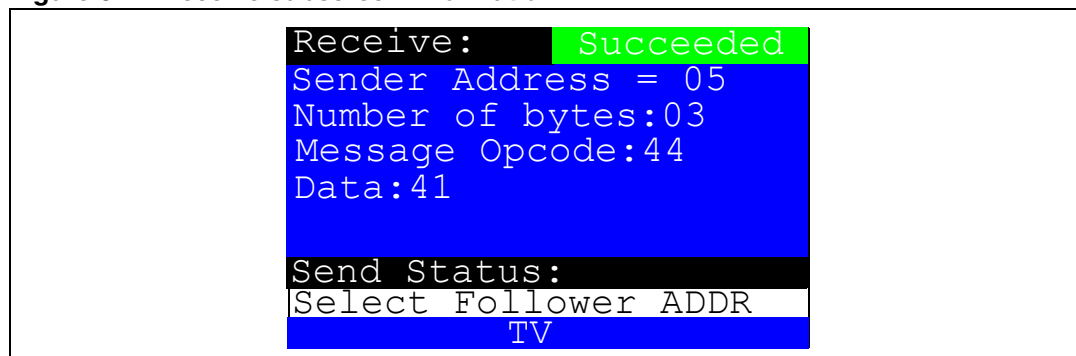 Receive: Succeeded
Sender Address = 05
Number of bytes:03
Message Opcode:44
Data:41
Send Status:
Select Follower ADDR
TV